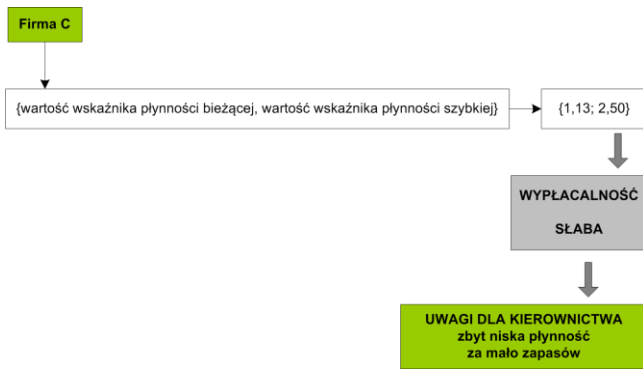 Firma C
{wartość wskaźnika płynności bieżącej, wartość wskaźnika płynności szybkiej}
{1,13; 2,50}
WYPŁACALNOŚĆ
SŁABA
UWAGI DLA KIEROWNICTWA
zbyt niska płynność
za mało zapasów